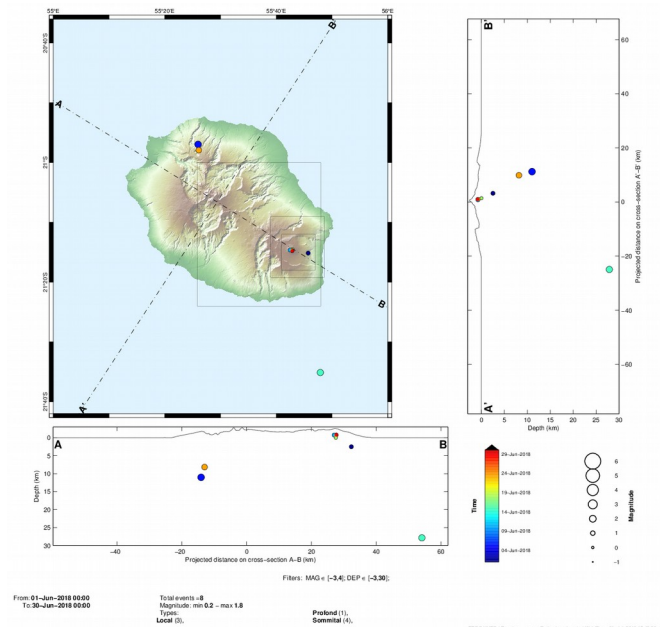 55°E
55°20'E
55°40'E
56°E
20°40'S
21°S
21°20'S
21°40'S
A
B
A'
B'
B'
A'
60
40
20
0
−20
−40
−60
0
5
10
15
20
25
30
Depth (km)
Projected distance on cross−section A'−B' (km)
A
B
0
5
10
15
20
25
30
Depth (km)
−40
−20
0
20
40
60
Projected distance on cross−section A−B (km)
Time
29−Jun−2018
24−Jun−2018
19−Jun−2018
14−Jun−2018
09−Jun−2018
04−Jun−2018
6
5
4
3
2
1
0
−1
Magnitude
Filters: MAG ∈ [−3,4]; DEP ∈ [−3,30];
From: 01−Jun−2018 00:00
To: 30−Jun−2018 00:00
Total events =8
Magnitude: min 0.2 − max 1.8
Types:
Local (3),
Profond (1),
Sommital (4),